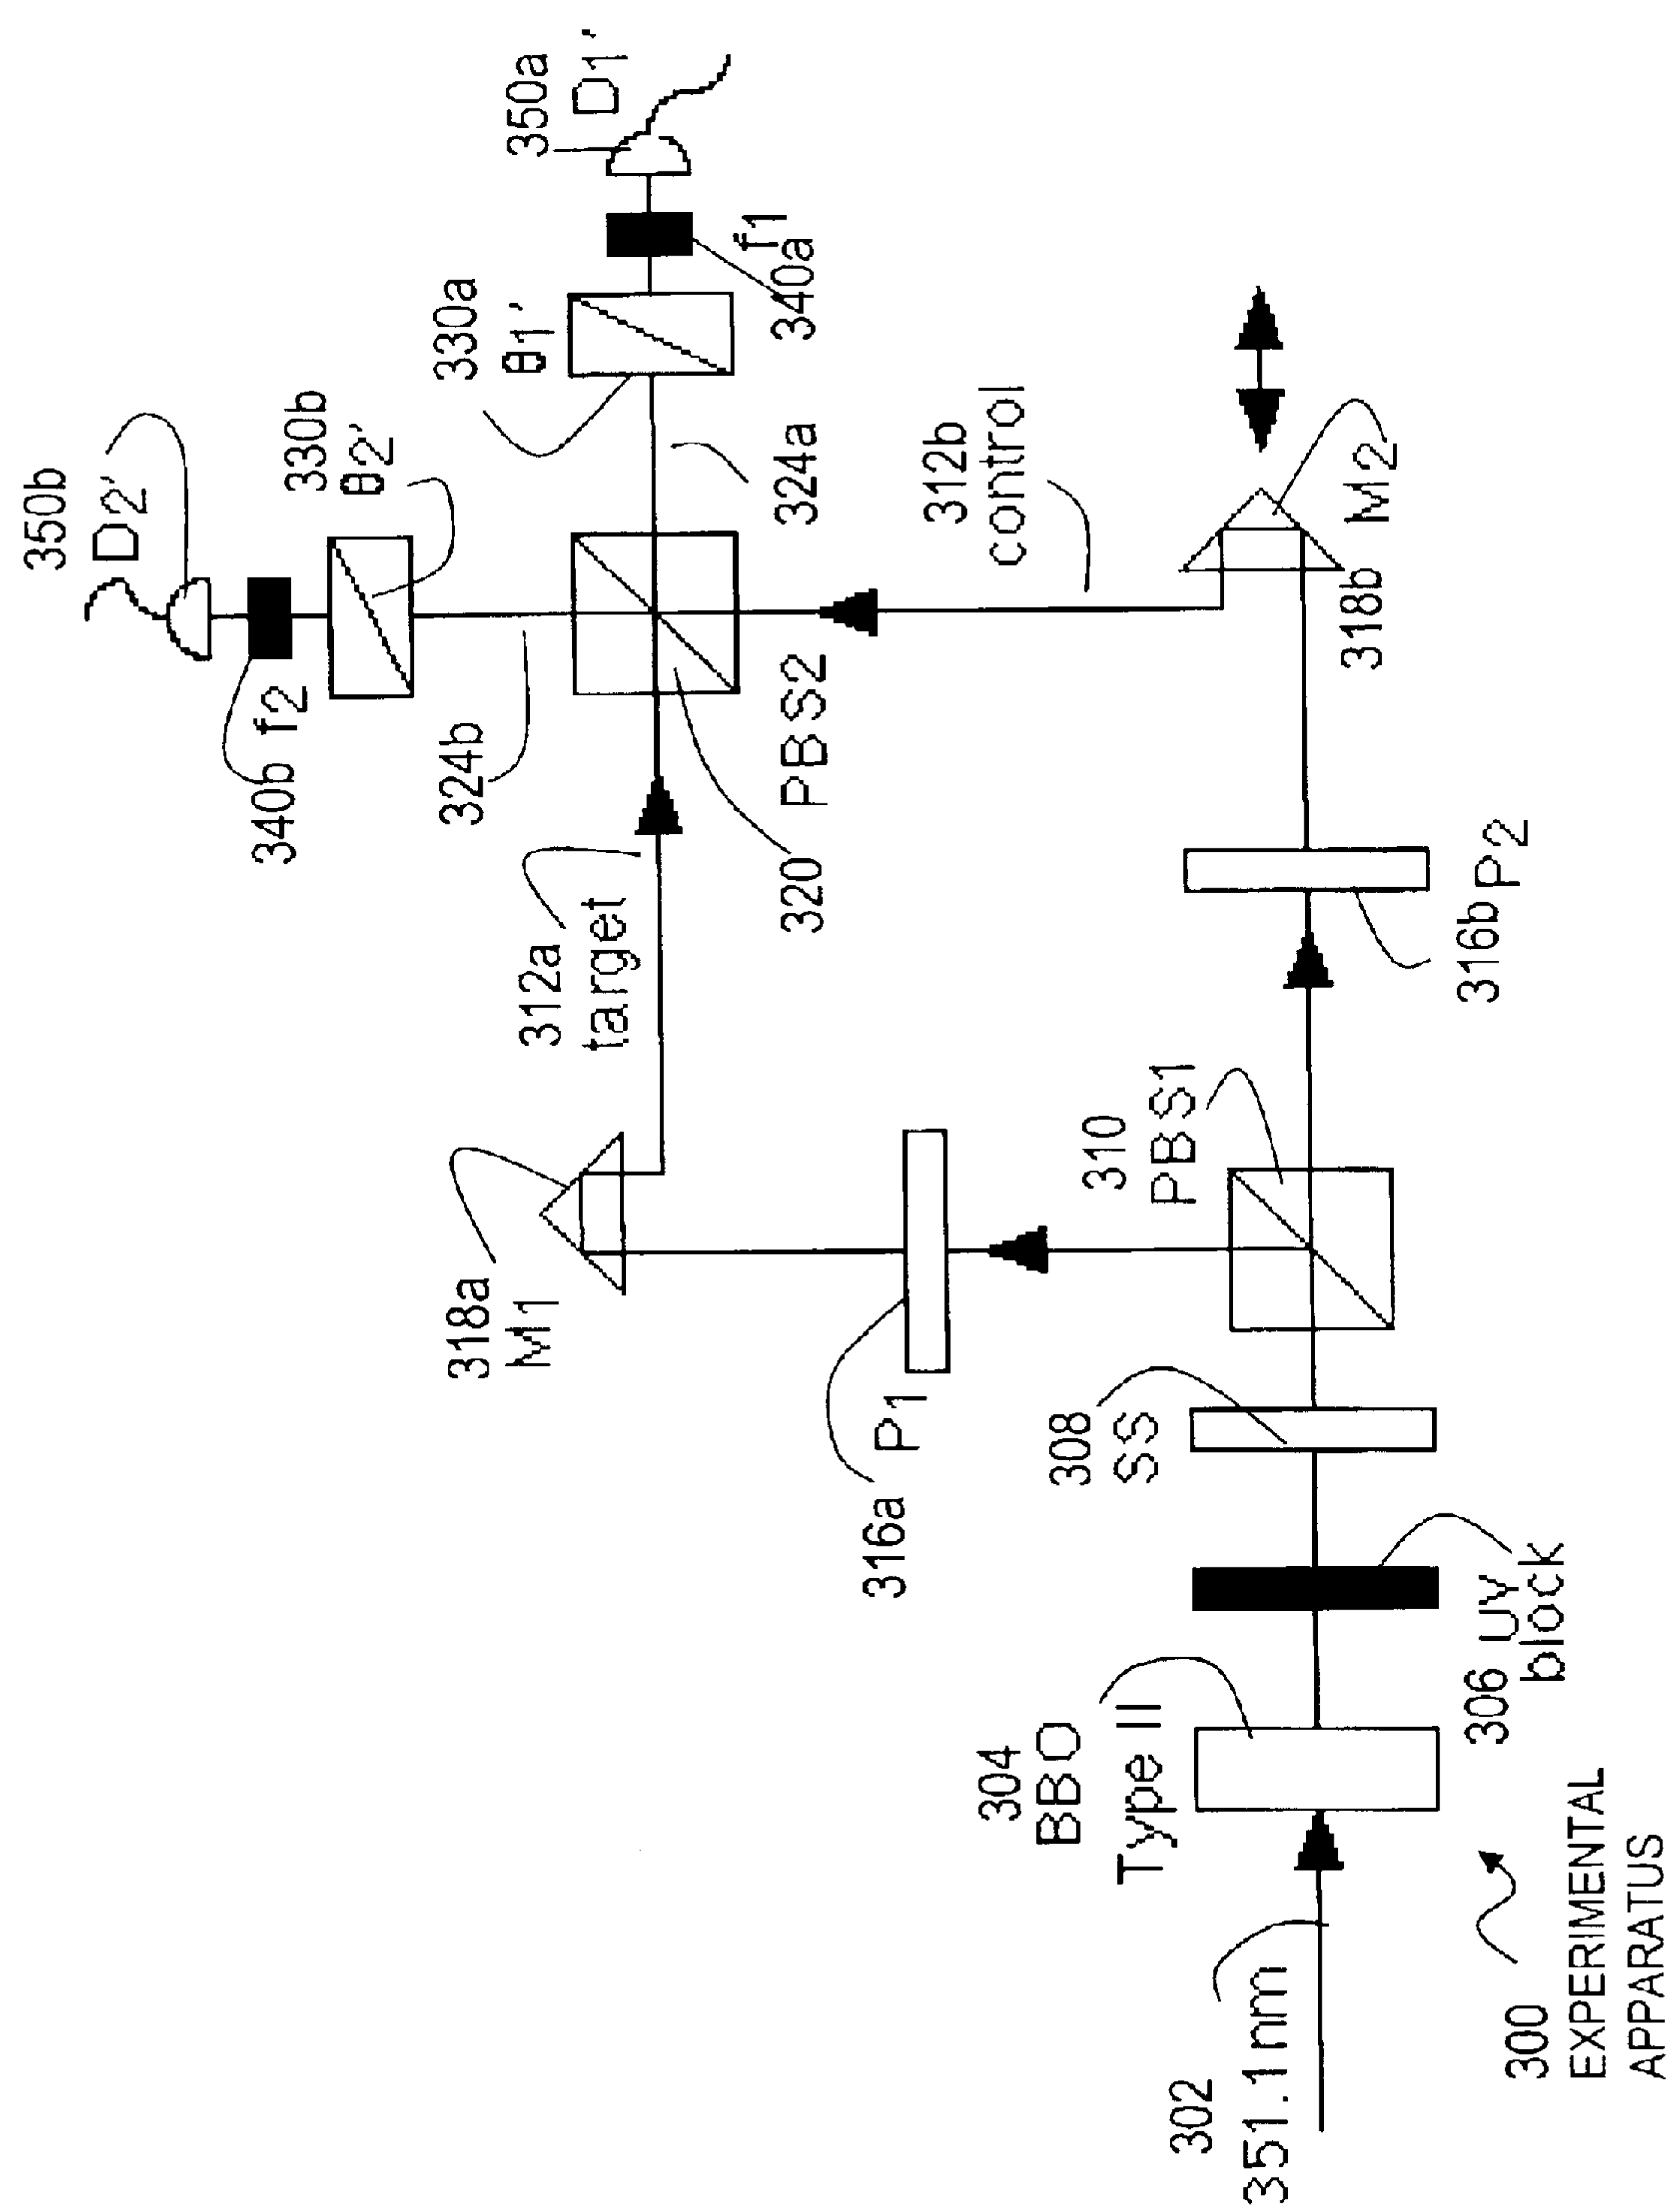 350b
D2'
330b
θ2'
340b f2
324b
350a
D1'
330a
θ1'
f1
340a
324a
312b
control
320
PBS2
312a
target
318a
M1
316a P1
318b
M2
316b P2
310
PBS1
308
SS
306 UV
block
304
BBO
Type II
302
351.1nm
300
EXPERIMENTAL
APPARATUS